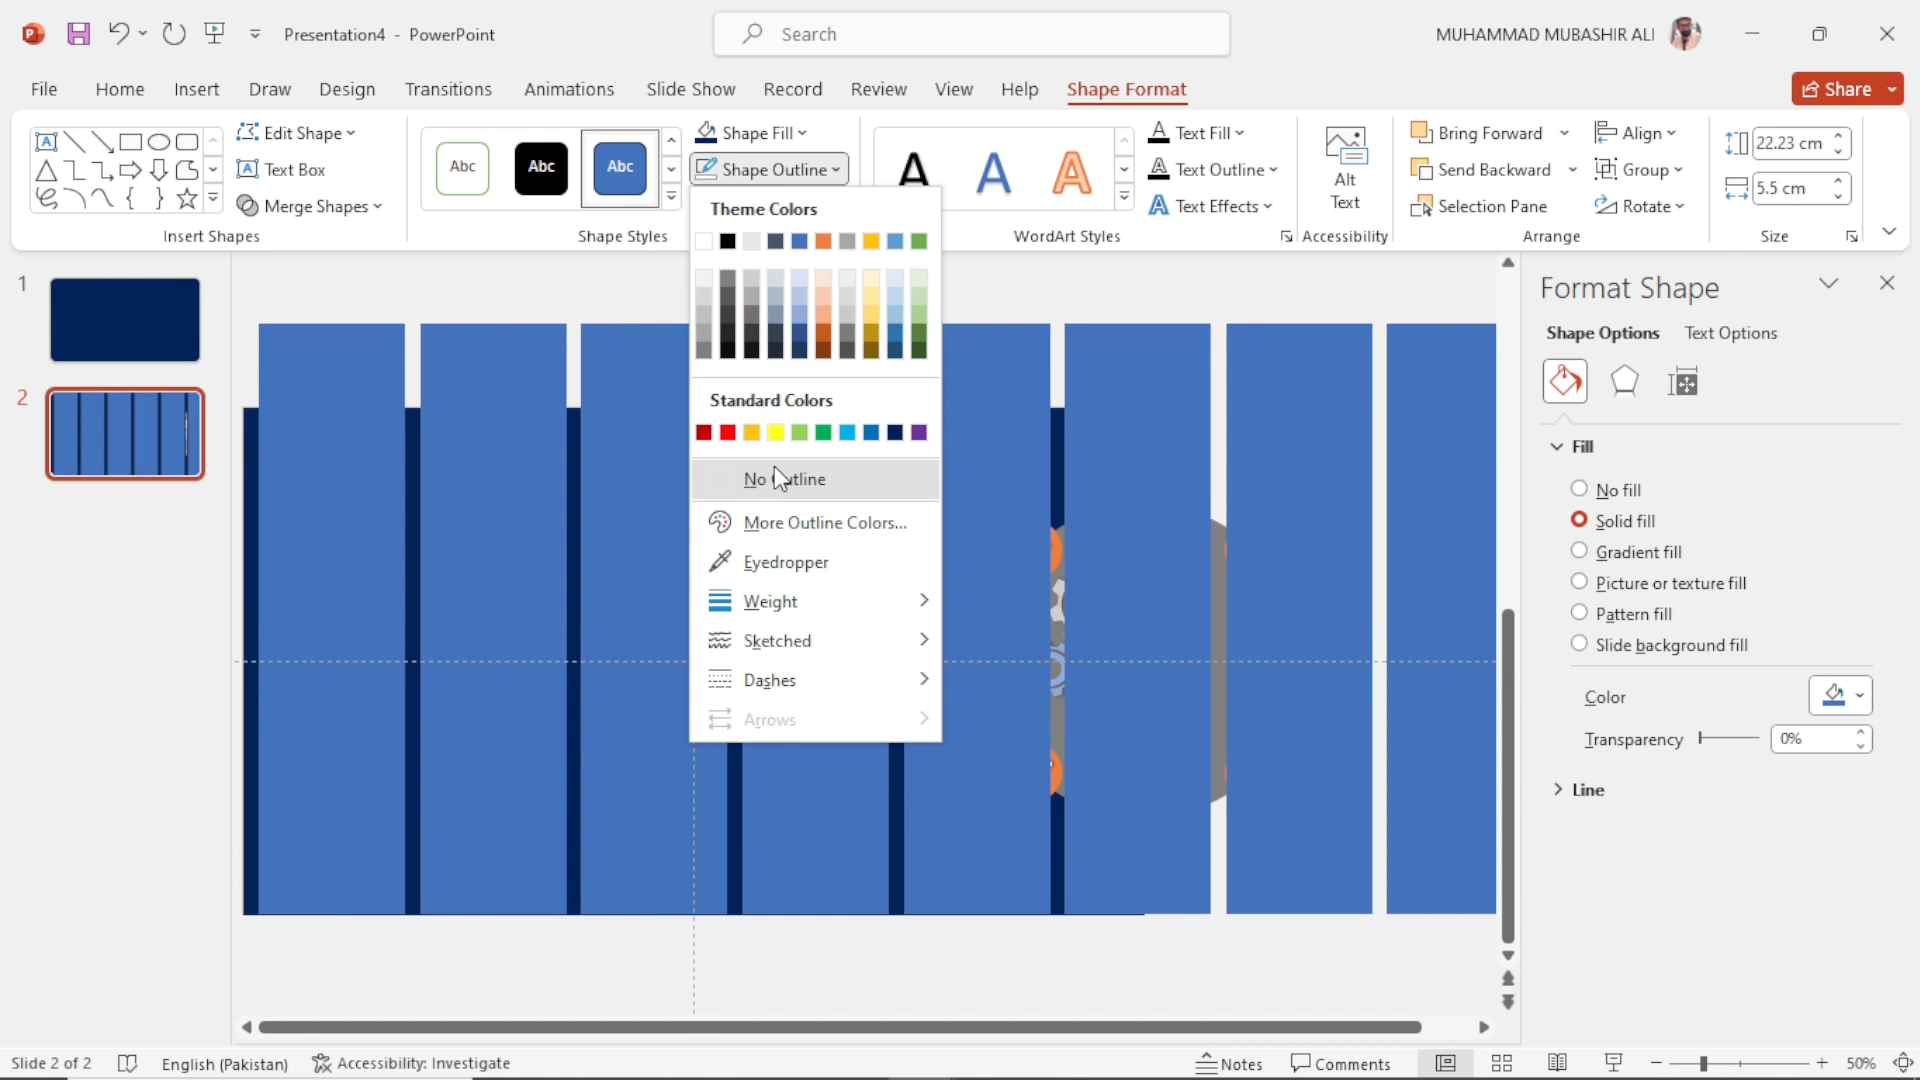 Presentation4 - PowerPoint
Search
MUHAMMAD MUBASHIR ALI
File Home Insert Draw Design Transitions Animations Slide Show Record Review View Help Shape Format
Share
Edit Shape
Text Box
Merge Shapes
Insert Shapes
Abc Abc Abc
Shape Fill
Shape Outline
Shape Styles
A A A
Text Fill
Text Outline
Text Effects
WordArt Styles
Alt
Text
Accessibility
Bring Forward
Send Backward
Selection Pane
Align
Group
Rotate
Arrange
22.23 cm
5.5 cm
Size
Theme Colors
Standard Colors
No Outline
More Outline Colors...
Eyedropper
Weight
Sketched
Dashes
Arrows
1
2
Format Shape
Shape Options Text Options
Fill
No fill
Solid fill
Gradient fill
Picture or texture fill
Pattern fill
Slide background fill
Color
Transparency 0%
Line
Slide 2 of 2 English (Pakistan) Accessibility: Investigate
Notes Comments 50%